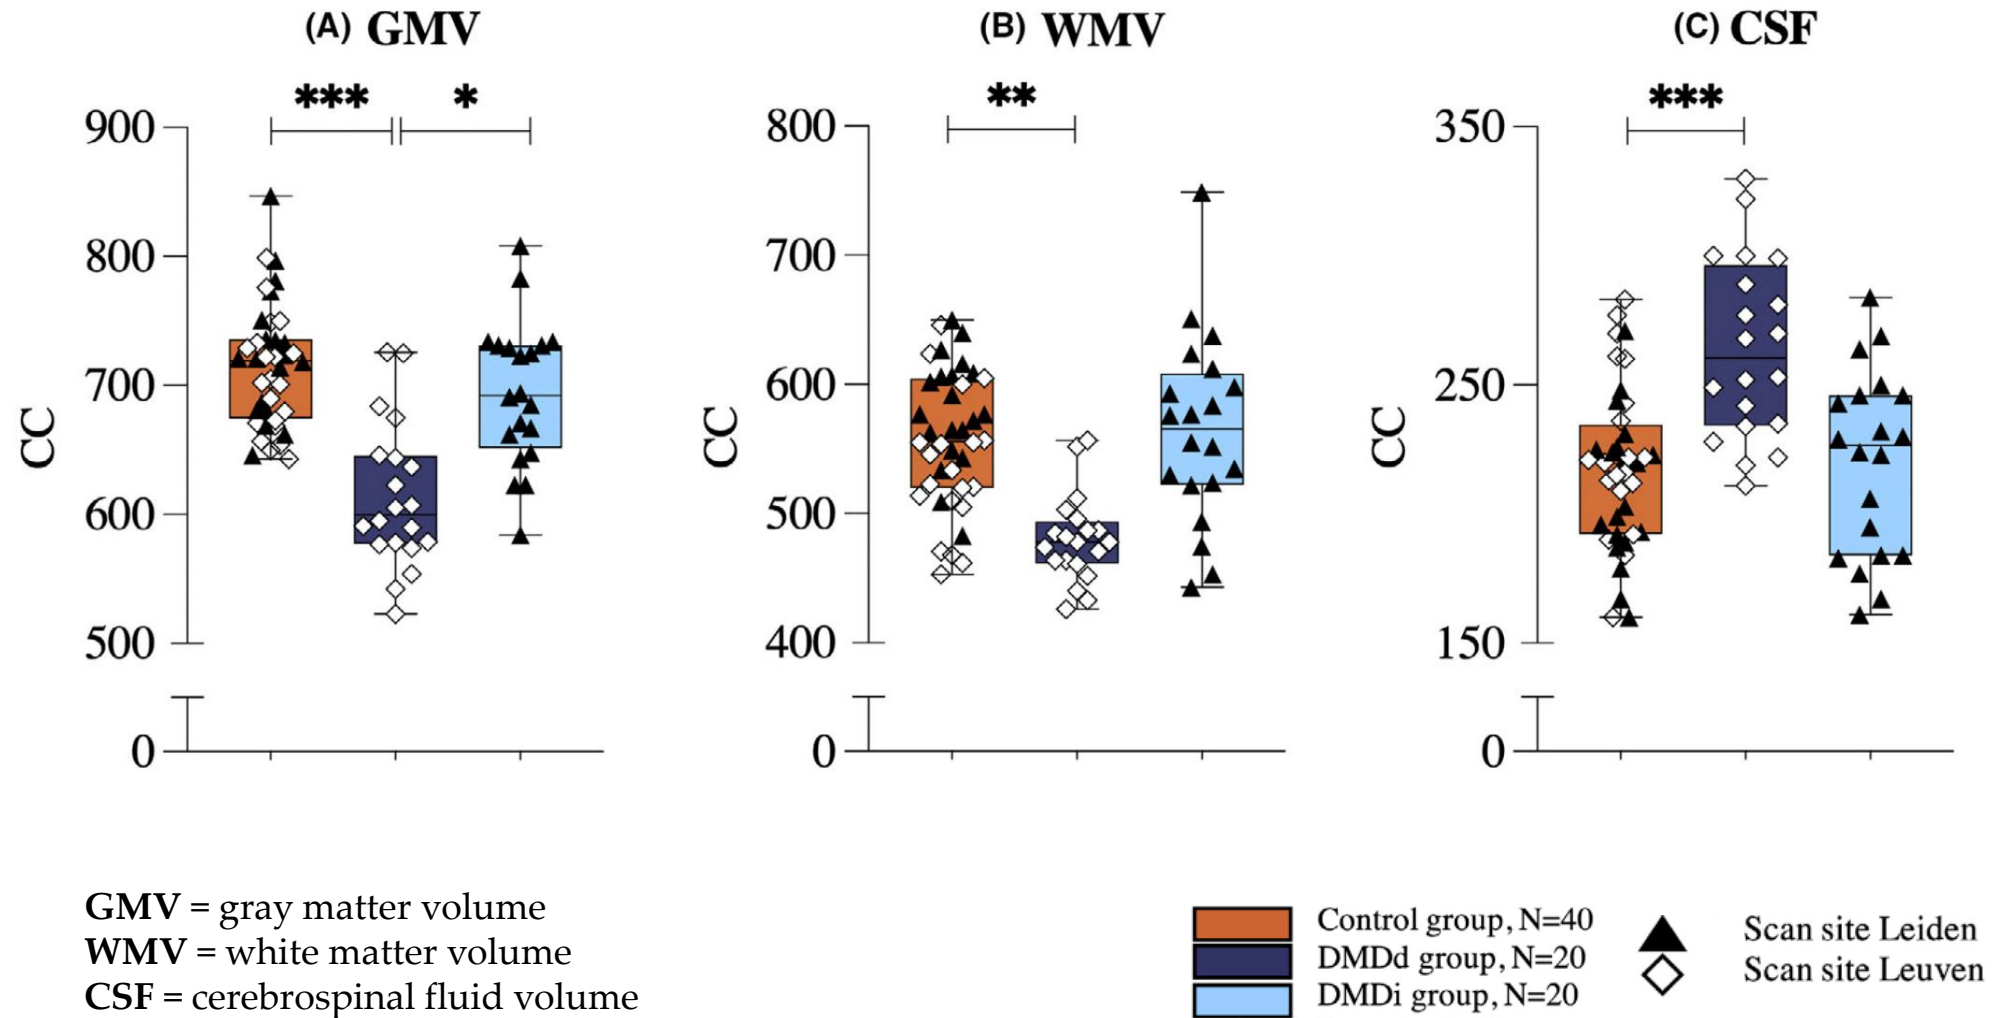 (A) GMV
*** *
900
800
700
600
500
0
CC
(B) WMV
**
800
700
600
500
400
0
CC
(C) CSF
***
350
250
150
0
CC
GMV = gray matter volume
WMV = white matter volume
CSF = cerebrospinal fluid volume
Control group, N=40
DMDd group, N=20
DMDi group, N=20
Scan site Leiden
Scan site Leuven